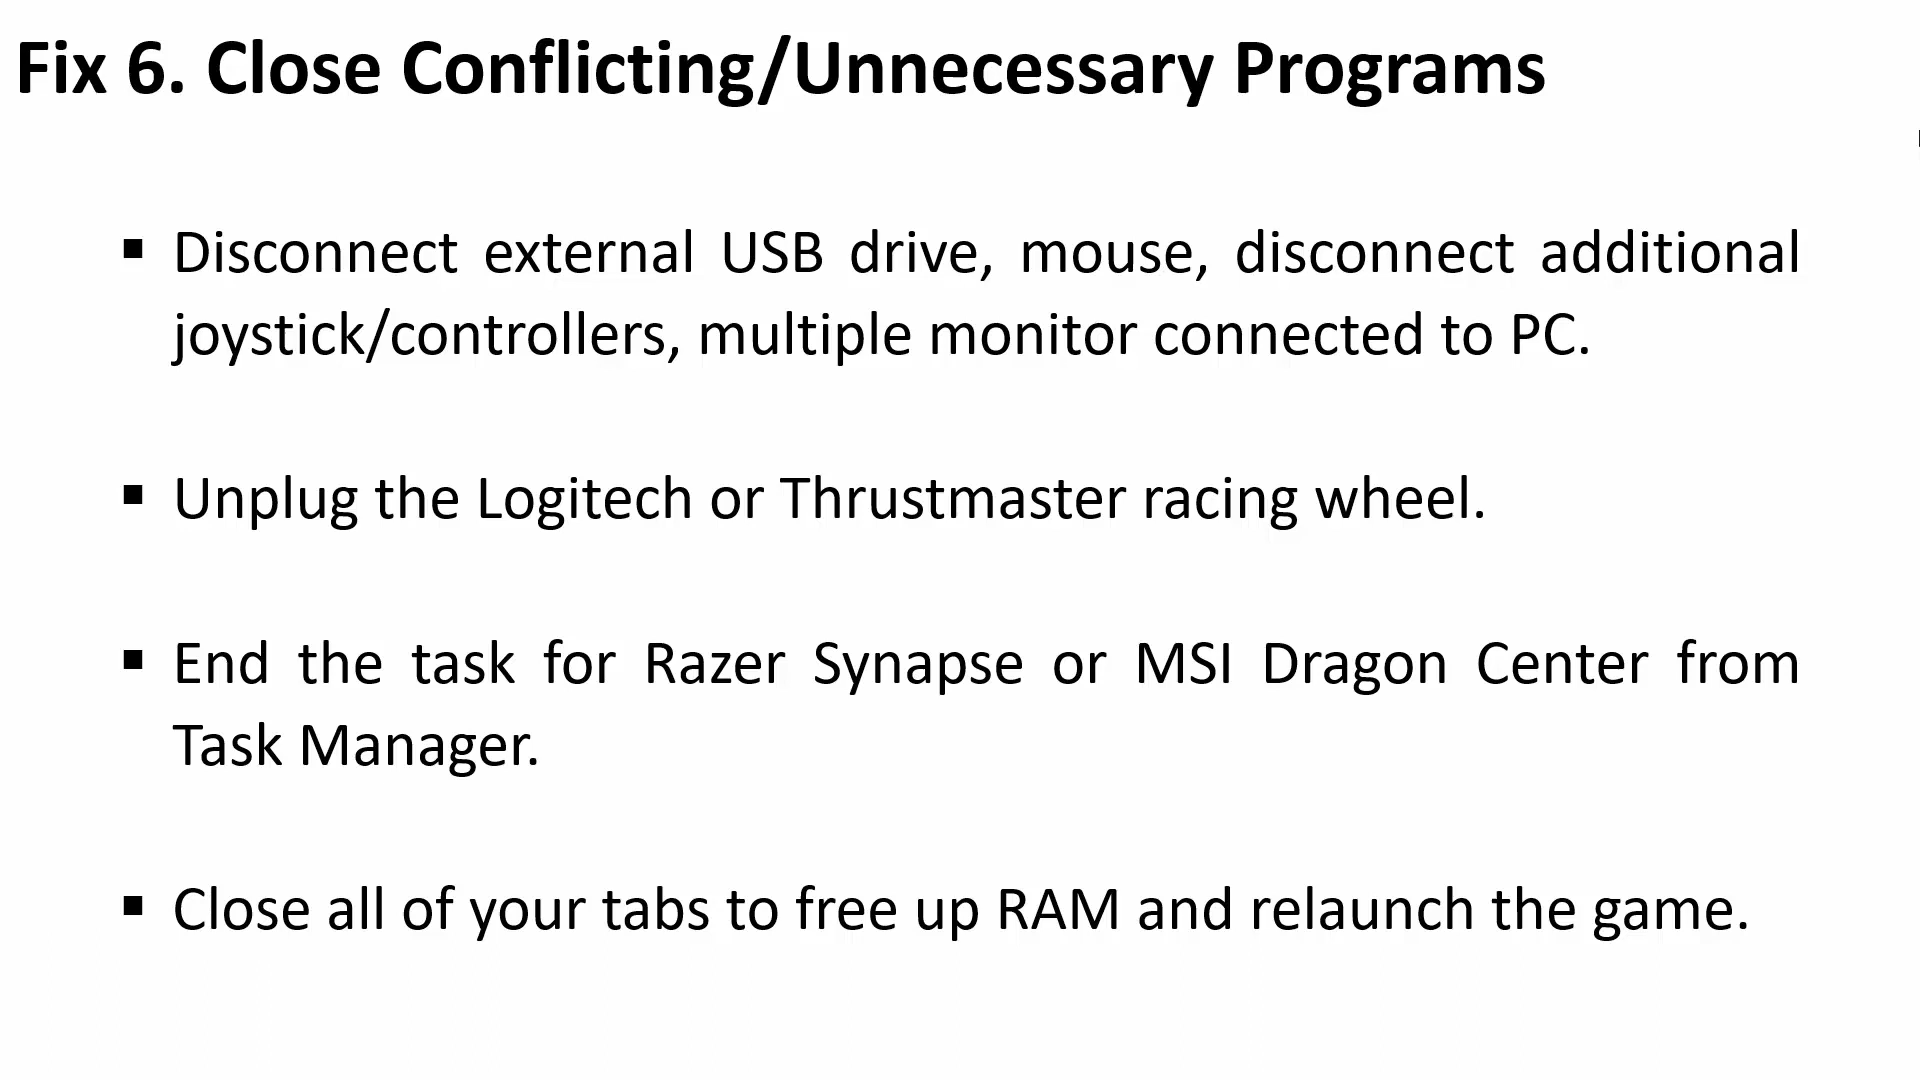 Fix 6. Close Conflicting/Unnecessary Programs
▪ Disconnect external USB drive, mouse, disconnect additional
joystick/controllers, multiple monitor connected to PC.
▪ Unplug the Logitech or Thrustmaster racing wheel.
▪ End the task for Razer Synapse or MSI Dragon Center from
Task Manager.
▪ Close all of your tabs to free up RAM and relaunch the game.